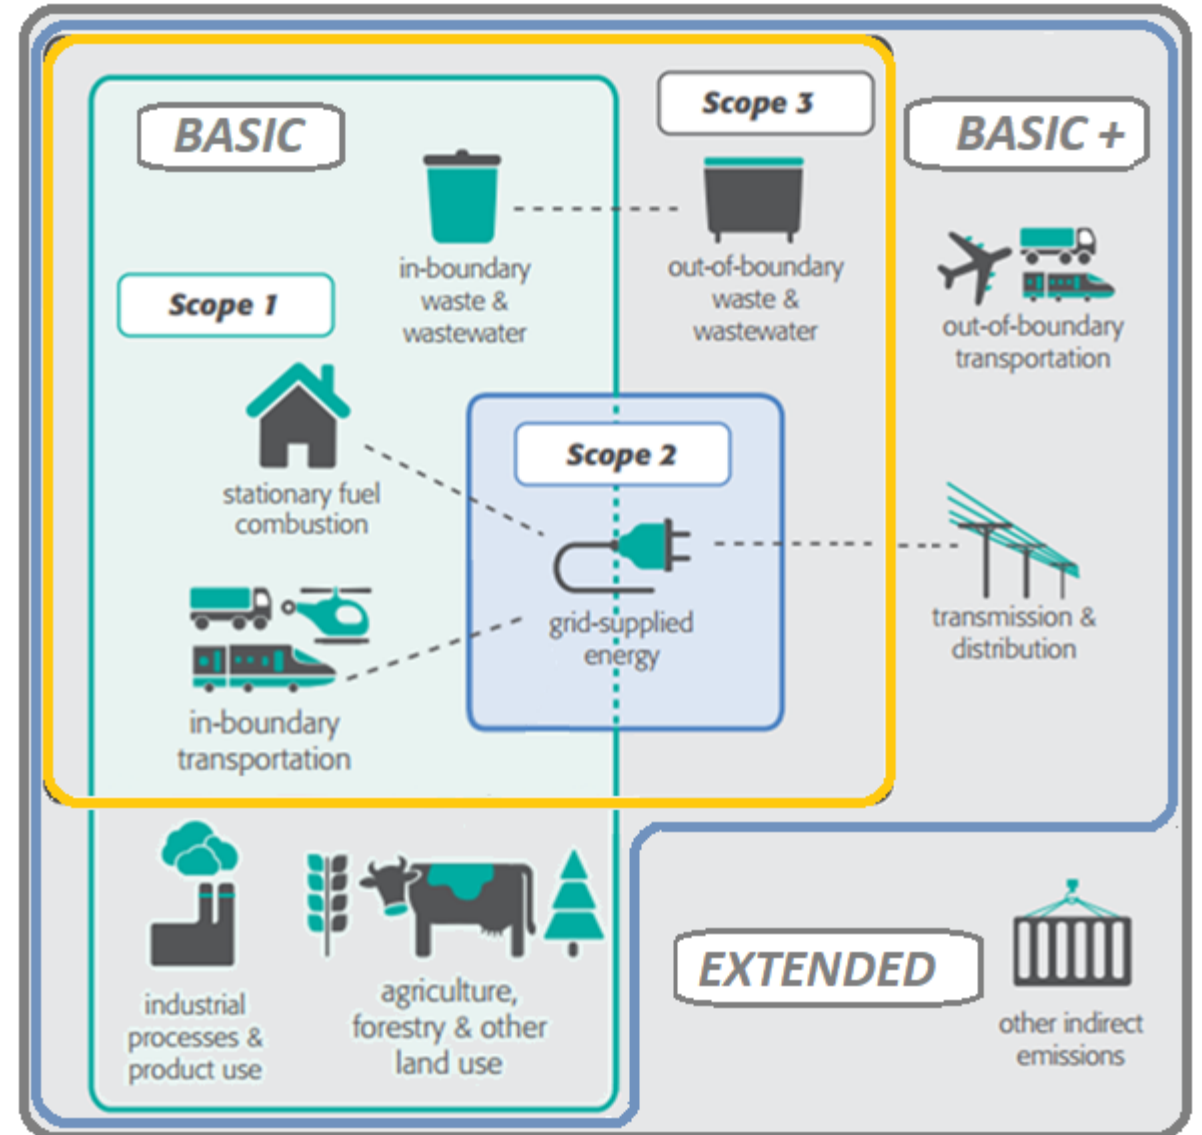 BASIC
Scope 3
BASIC +
in-boundary
waste &
wastewater
out-of-boundary
waste &
wastewater
out-of-boundary
transportation
Scope 1
stationary fuel
combustion
Scope 2
grid-supplied
energy
transmission &
distribution
in-boundary
transportation
industrial
processes &
product use
agriculture,
forestry & other
land use
EXTENDED
other indirect
emissions